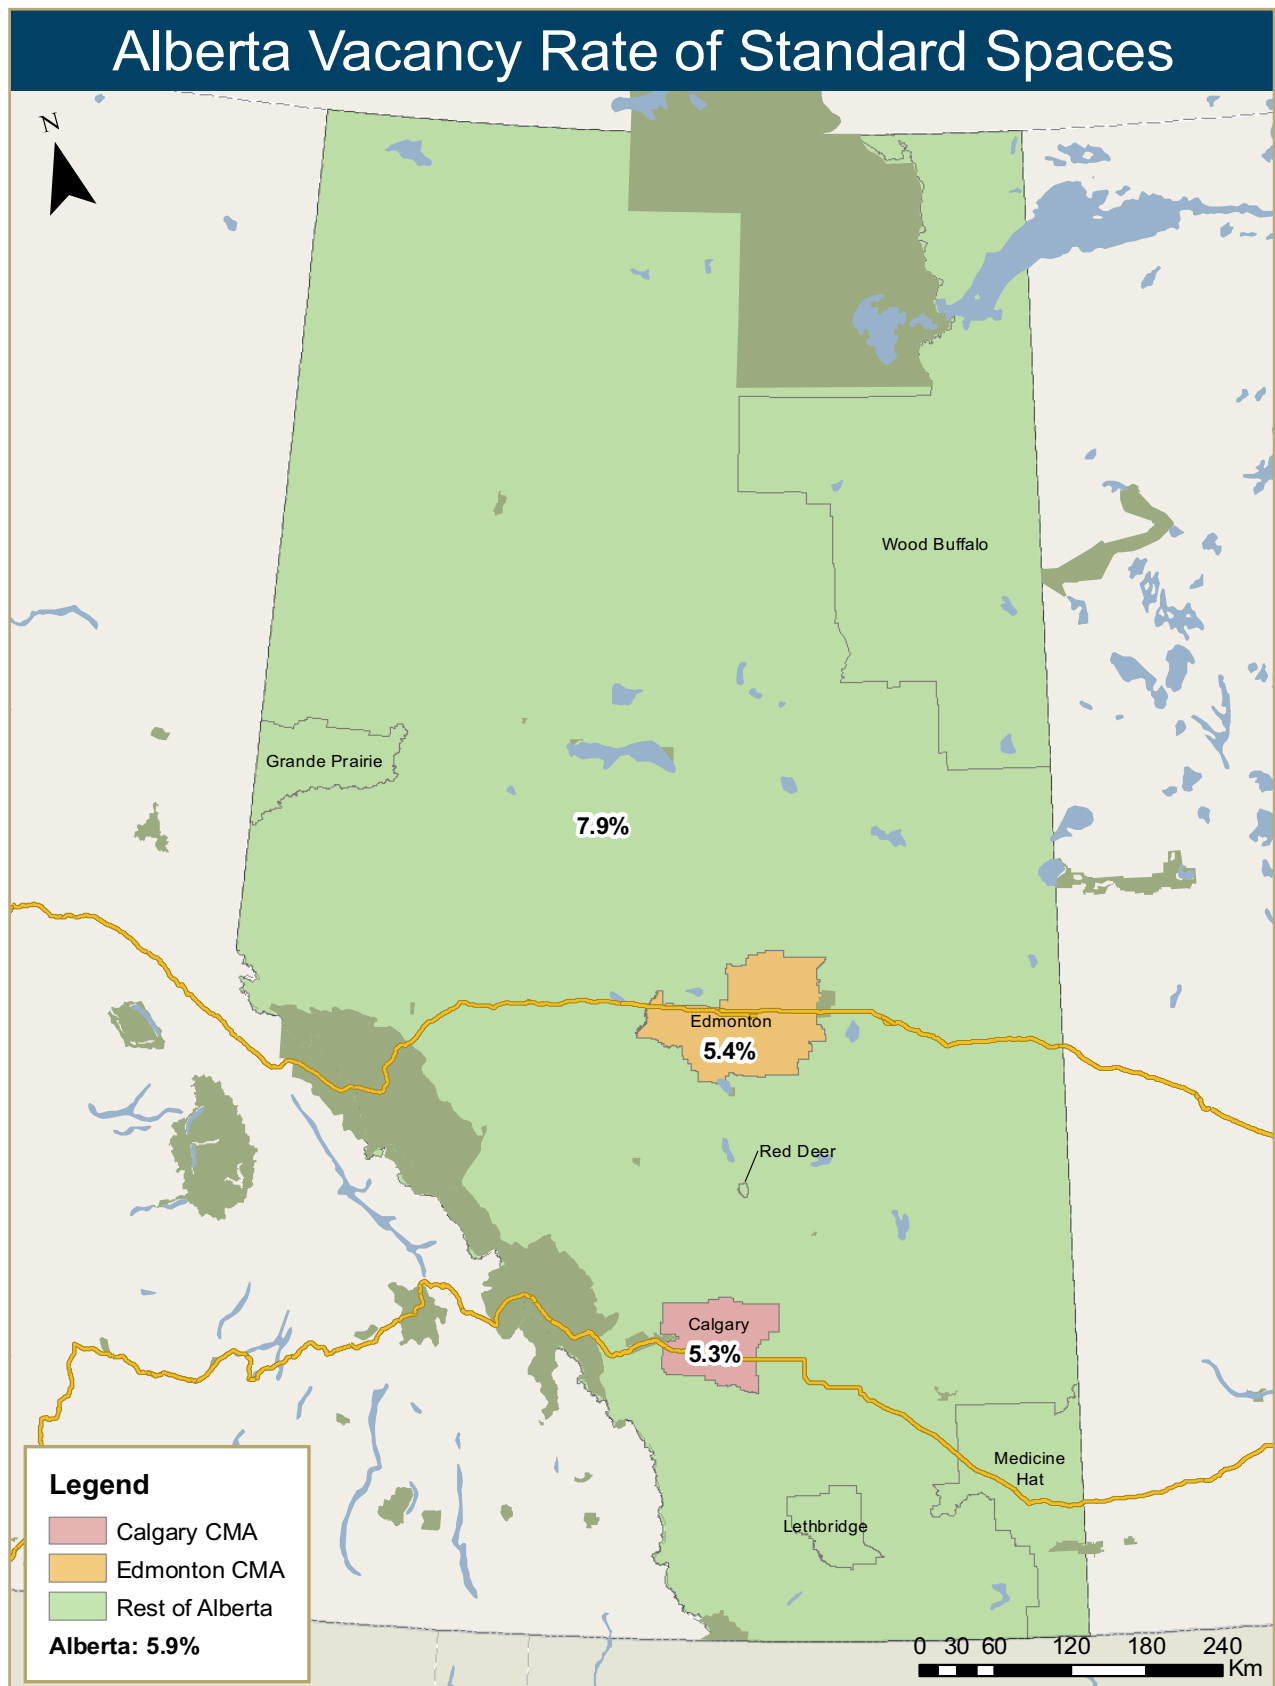 Alberta Vacancy Rate of Standard Spaces
N
Wood Buffalo
Grande Prairie
7.9%
Edmonton
5.4%
Red Deer
Calgary
5.3%
Medicine
Hat
Lethbridge
Legend
Calgary CMA
Edmonton CMA
Rest of Alberta
Alberta: 5.9%
0 30 60 120 180 240
Km